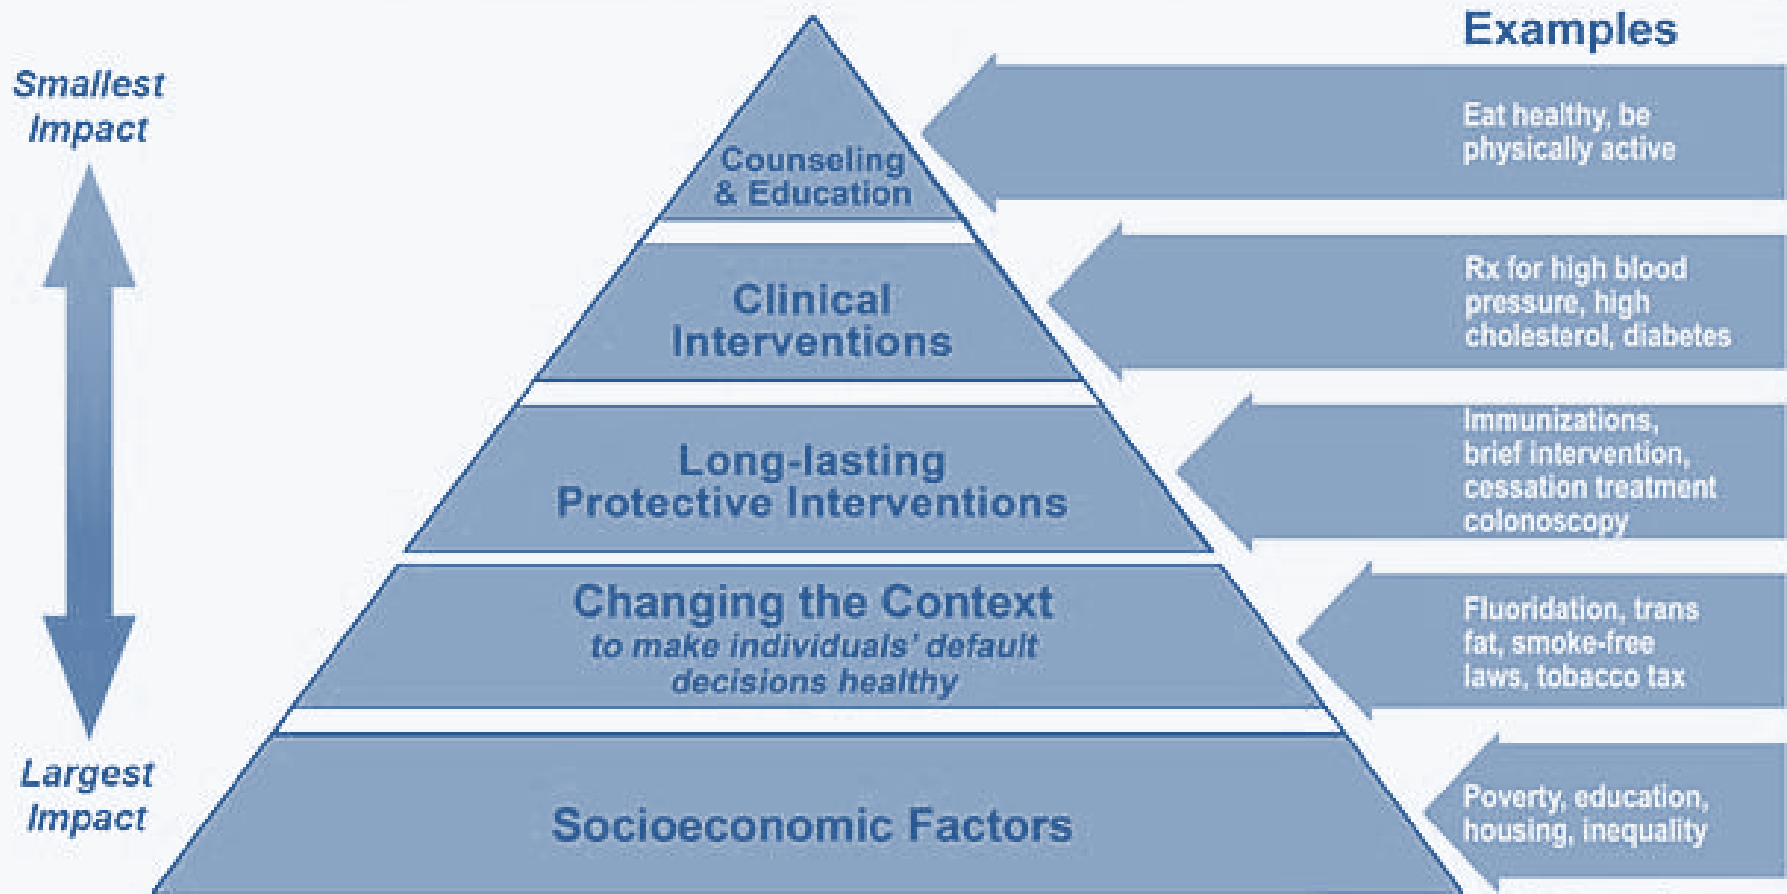 Examples
Smallest
Impact
Eat healthy, be
physically active
Counseling
& Education
Rx for high blood
pressure, high
cholesterol, diabetes
Clinical
Interventions
Immunizations,
brief intervention,
cessation treatment
colonoscopy
Long-lasting
Protective Interventions
Changing the Context
to make individuals' default
decisions healthy
Fluoridation, trans
fat, smoke-free
laws, tobacco tax
Largest
Impact
Socioeconomic Factors
Poverty, education,
housing, inequality